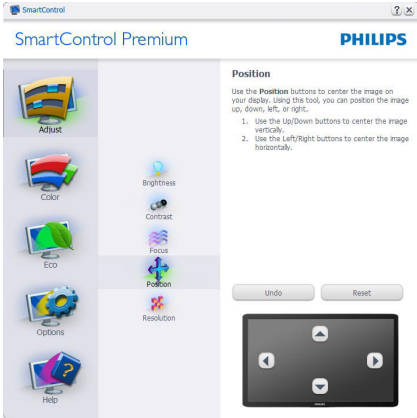 SmartControl
SmartControl Premium
PHILIPS
Adjust
Color
Eco
Options
Help
Brightness
Contrast
Focus
Position
Resolution
Position
Use the Position buttons to center the image on
your display. Using this tool, you can position the image
up, down, left, or right.
1. Use the Up/Down buttons to center the image
vertically.
2. Use the Left/Right buttons to center the image
horizontally.
Undo
Reset
PHILIPS